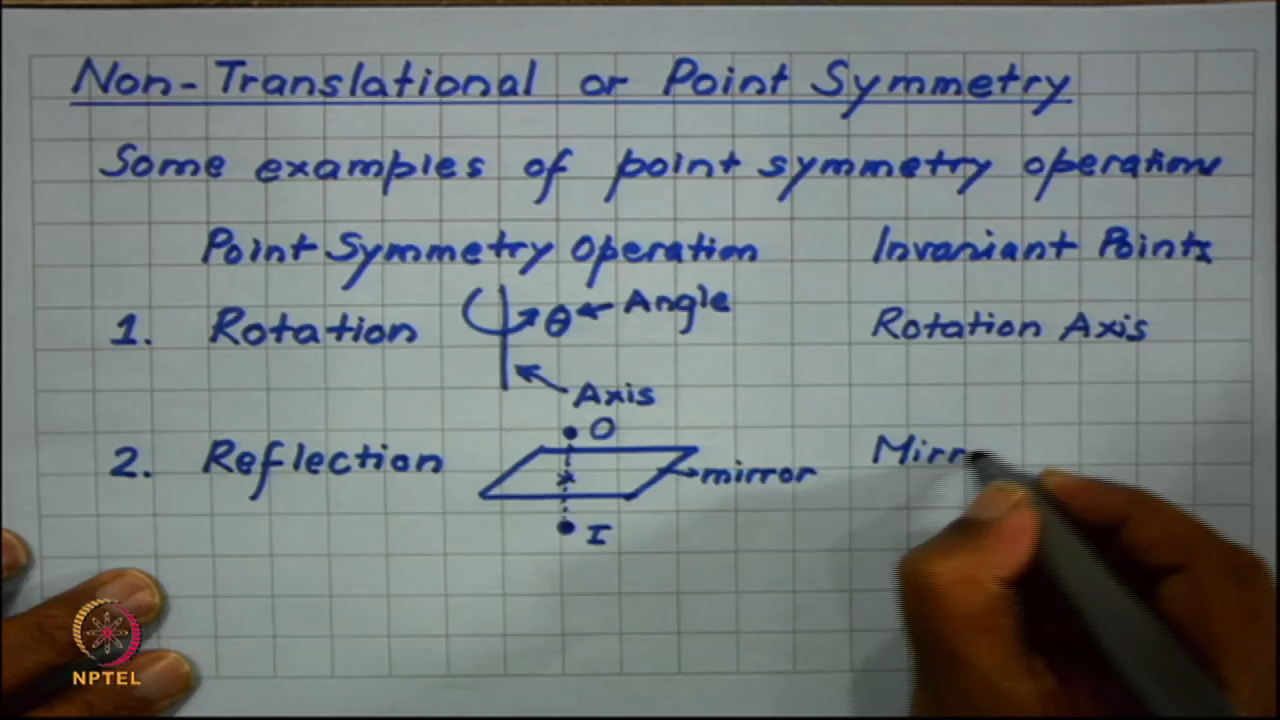 Non-Translational or Point Symmetry
Some examples of point symmetry operations
Point Symmetry Operation Invariant Points
1. Rotation θ Angle Rotation Axis
Axis
O
2. Reflection mirror Mirr
I
NPTEL